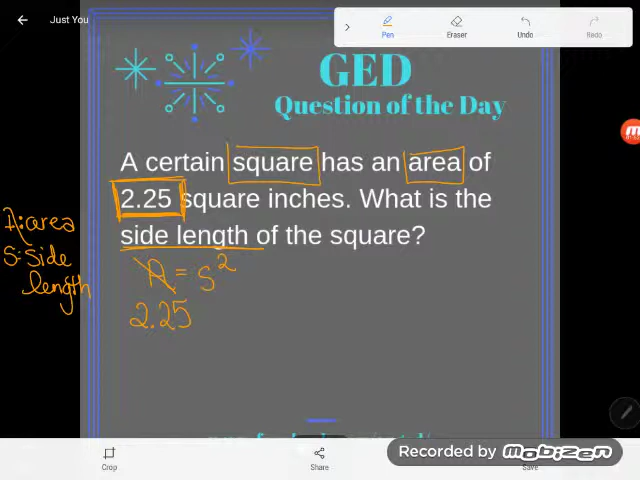 Just You
Pen
Eraser
Undo
Redo
GED
Question of the Day
A certain square has an area of
2.25 square inches. What is the
side length of the square?
A: area
S: side
length
A = s²
2.25
Crop
Share
Save
Recorded by Mobizen